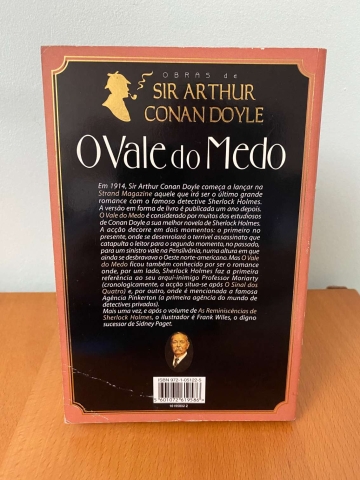 OBRAS de
SIR ARTHUR
CONAN DOYLE
O Vale do Medo
Em 1914, Sir Arthur Conan Doyle começa a lançar na
Strand Magazine aquele que irá ser o último grande
romance com o famoso detective Sherlock Holmes.
A versão em forma de livro é publicada um ano depois.
O Vale do Medo é considerado por muitos dos estudiosos
de Conan Doyle a sua melhor novela de Sherlock Holmes.
A acção decorre em dois momentos: o primeiro no
presente, onde se desenrolará o terrível assassinato que
catapulta o leitor para o segundo momento, no passado,
para um sinistro vale na Pensilvânia, numa altura em que
ainda se desbravava o Oeste norte-americano. Mas O Vale
do Medo ficou também conhecido por ser o romance
onde, por um lado, Sherlock Holmes faz a primeira
referência ao seu arqui-inimigo Professor Moriarty
(cronologicamente, a acção situa-se após O Sinal dos
Quatro) e, por outro, onde é mencionada a famosa
Agência Pinkerton (a primeira agência do mundo de
detectives privados).
Mais uma vez, e após o volume de As Reminiscências de
Sherlock Holmes, o ilustrador é Frank Wiles, o digno
sucessor de Sidney Paget.